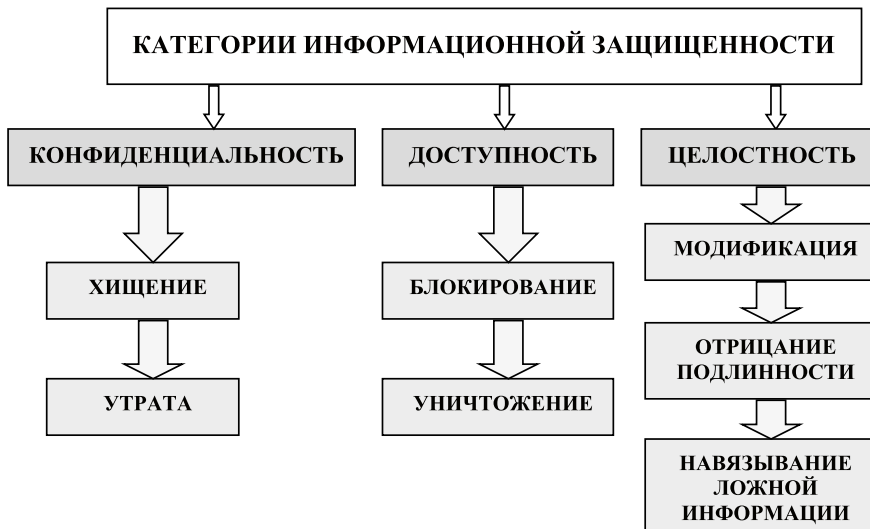 КАТЕГОРИИ ИНФОРМАЦИОННОЙ ЗАЩИЩЕННОСТИ
КОНФИДЕНЦИАЛЬНОСТЬ
ДОСТУПНОСТЬ
ЦЕЛОСТНОСТЬ
ХИЩЕНИЕ
УТРАТА
БЛОКИРОВАНИЕ
УНИЧТОЖЕНИЕ
МОДИФИКАЦИЯ
ОТРИЦАНИЕ
ПОДЛИННОСТИ
НАВЯЗЫВАНИЕ
ЛОЖНОЙ
ИНФОРМАЦИИ